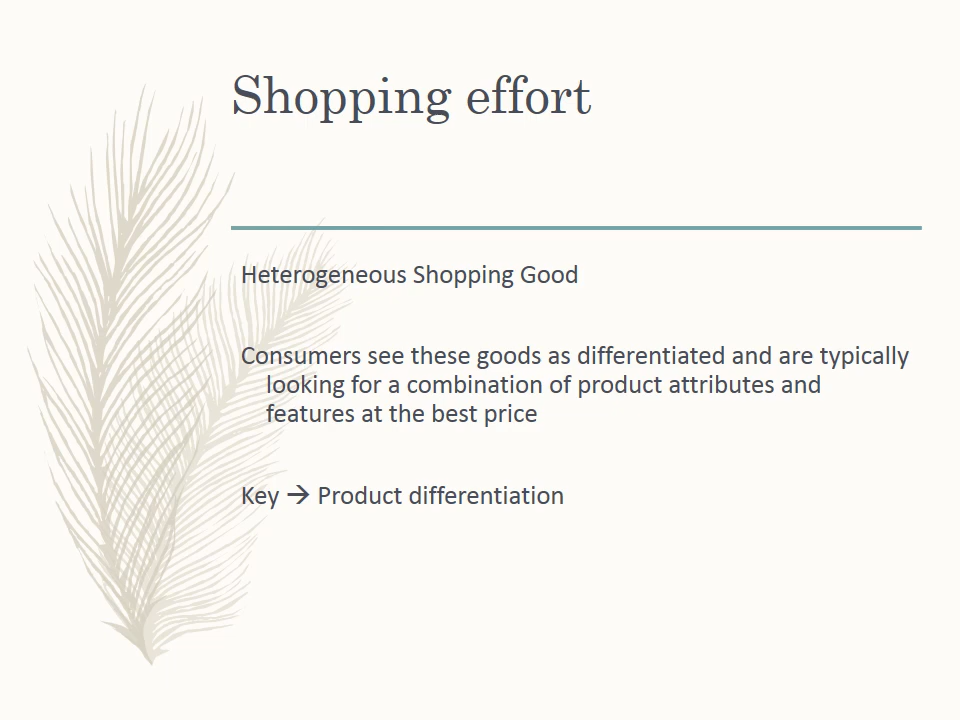 Shopping effort
Heterogeneous Shopping Good
Consumers see these goods as differentiated and are typically
looking for a combination of product attributes and
features at the best price
Key → Product differentiation